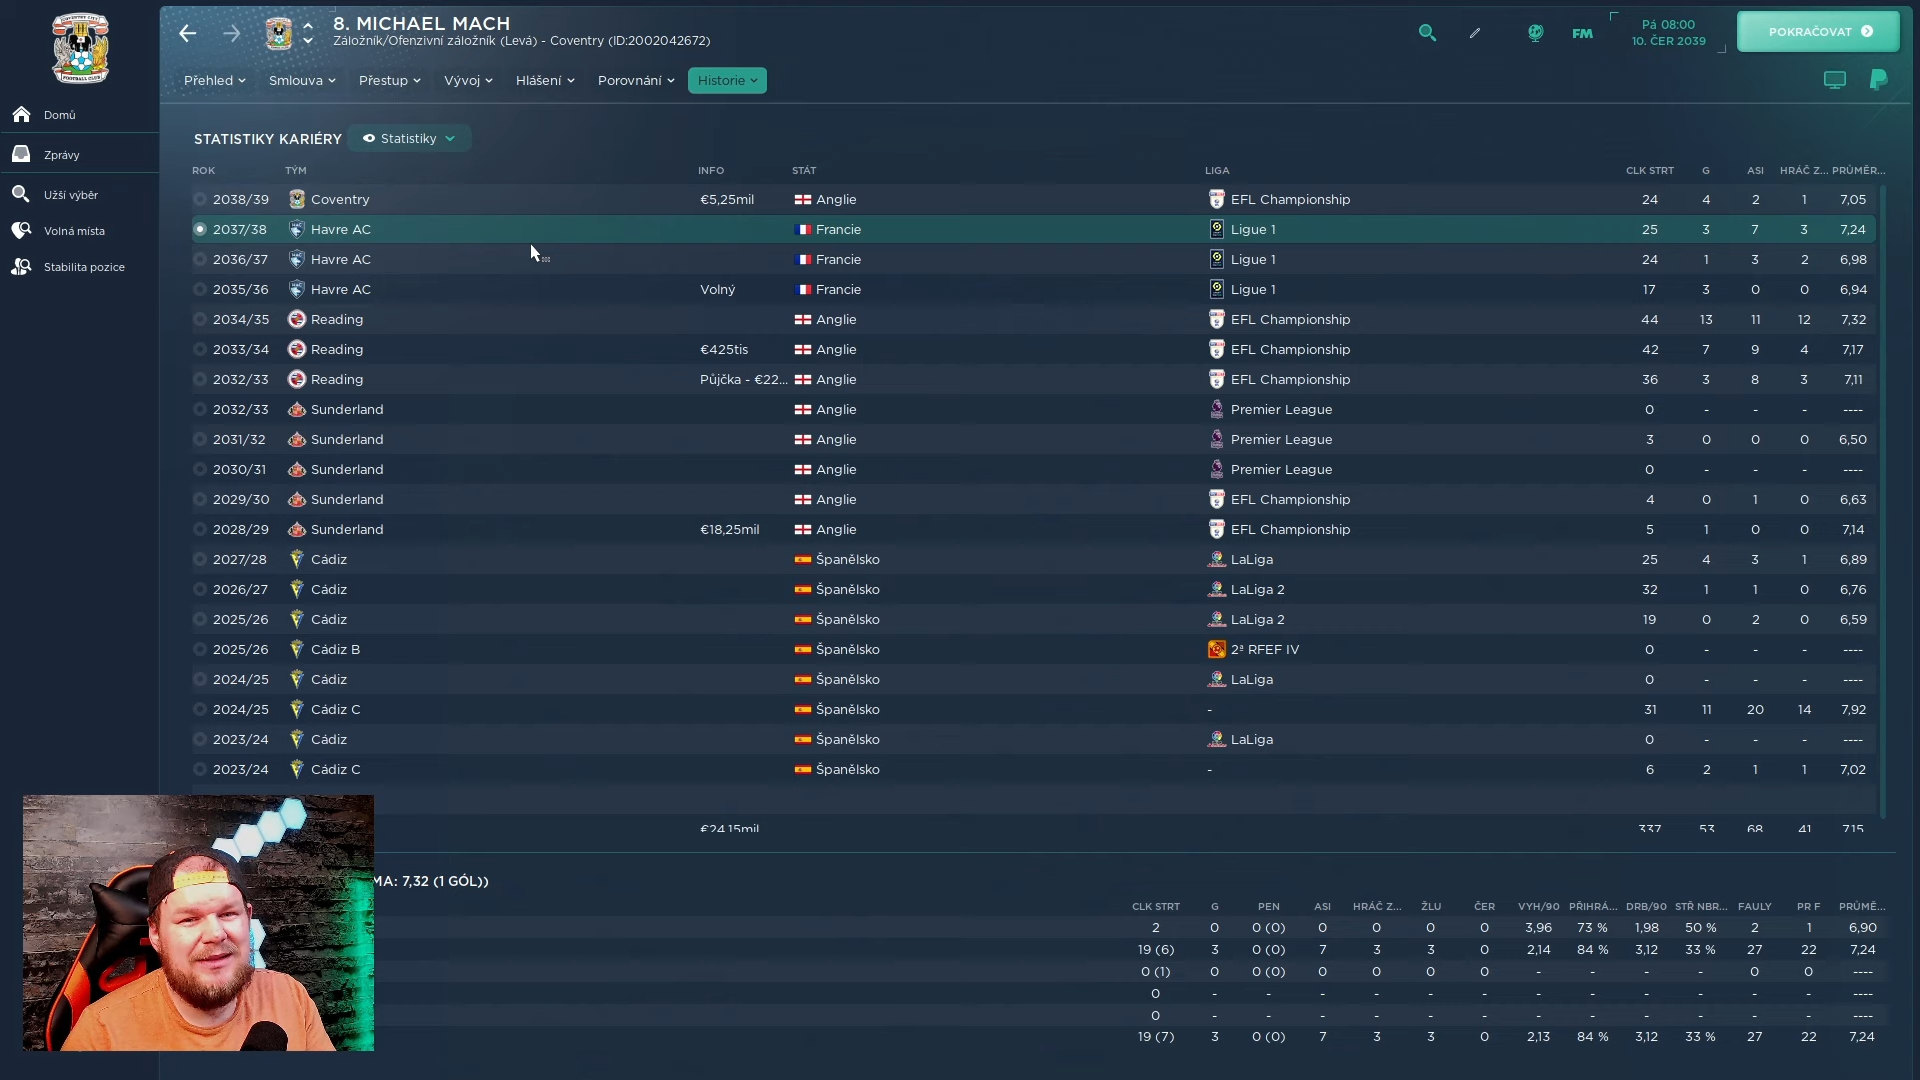 8. MICHAEL MACH
Záložník/Ofenzivní záložník (Levá) - Coventry (ID:2002042672)
FM
Pá 08:00
10. ČER 2039
POKRAČOVAT
Přehled
Smlouva
Přestup
Vývoj
Hlášení
Porovnání
Historie
Domů
Zprávy
Užší výběr
Volná místa
Stabilita pozice
STATISTIKY KARIÉRY
Statistiky
ROK TÝM INFO STÁT LIGA CLK STRT G ASI HRÁČ Z... PRŮMĚR...
2038/39 Coventry €5,25mil Anglie EFL Championship 24 4 2 1 7,05
2037/38 Havre AC Francie Ligue 1 25 3 7 3 7,24
2036/37 Havre AC Francie Ligue 1 24 1 3 2 6,98
2035/36 Havre AC Volný Francie Ligue 1 17 3 0 0 6,94
2034/35 Reading Anglie EFL Championship 44 13 11 12 7,32
2033/34 Reading €425tis Anglie EFL Championship 42 7 9 4 7,17
2032/33 Reading Půjčka - €22... Anglie EFL Championship 36 3 8 3 7,11
2032/33 Sunderland Anglie Premier League 0 - - - ----
2031/32 Sunderland Anglie Premier League 3 0 0 0 6,50
2030/31 Sunderland Anglie Premier League 0 - - - ----
2029/30 Sunderland Anglie EFL Championship 4 0 1 0 6,63
2028/29 Sunderland €18,25mil Anglie EFL Championship 5 1 0 0 7,14
2027/28 Cádiz Španělsko LaLiga 25 4 3 1 6,89
2026/27 Cádiz Španělsko LaLiga 2 32 1 1 0 6,76
2025/26 Cádiz Španělsko LaLiga 2 19 0 2 0 6,59
2025/26 Cádiz B Španělsko 2ª RFEF IV 0 - - - ----
2024/25 Cádiz Španělsko LaLiga 0 - - - ----
2024/25 Cádiz C Španělsko - 31 11 20 14 7,92
2023/24 Cádiz Španělsko LaLiga 0 - - - ----
2023/24 Cádiz C Španělsko - 6 2 1 1 7,02
€24,15mil 337 53 68 41 7,15
MA: 7,32 (1 GÓL))
CLK STRT G PEN ASI HRÁČ Z... ŽLU ČER VYH/90 PŘIHRÁ... DRB/90 STŘ NBR... FAULY PR F PRŮMĚ...
2 0 0 (0) 0 0 0 0 3,96 73 % 1,98 50 % 2 1 6,90
19 (6) 3 0 (0) 7 3 3 0 2,14 84 % 3,12 33 % 27 22 7,24
0 (1) 0 0 (0) 0 0 0 0 - - - - 0 0 ----
0 - - - - - - - - - - - - ----
0 - - - - - - - - - - - - ----
19 (7) 3 0 (0) 7 3 3 0 2,13 84 % 3,12 33 % 27 22 7,24